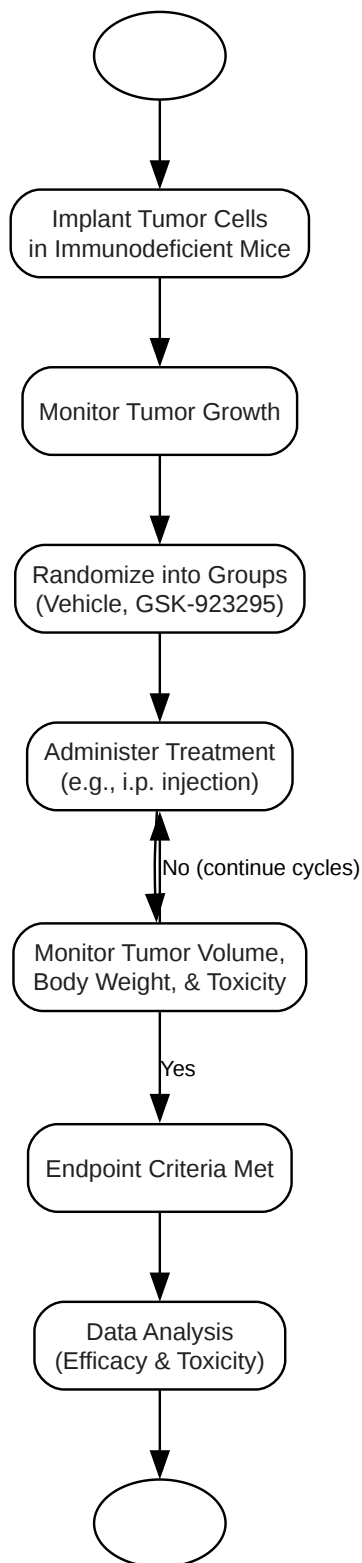 Implant Tumor Cells
in Immunodeficient Mice
Monitor Tumor Growth
Randomize into Groups
(Vehicle, GSK-923295)
Administer Treatment
(e.g., i.p. injection)
No (continue cycles)
Monitor Tumor Volume,
Body Weight, & Toxicity
Yes
Endpoint Criteria Met
Data Analysis
(Efficacy & Toxicity)